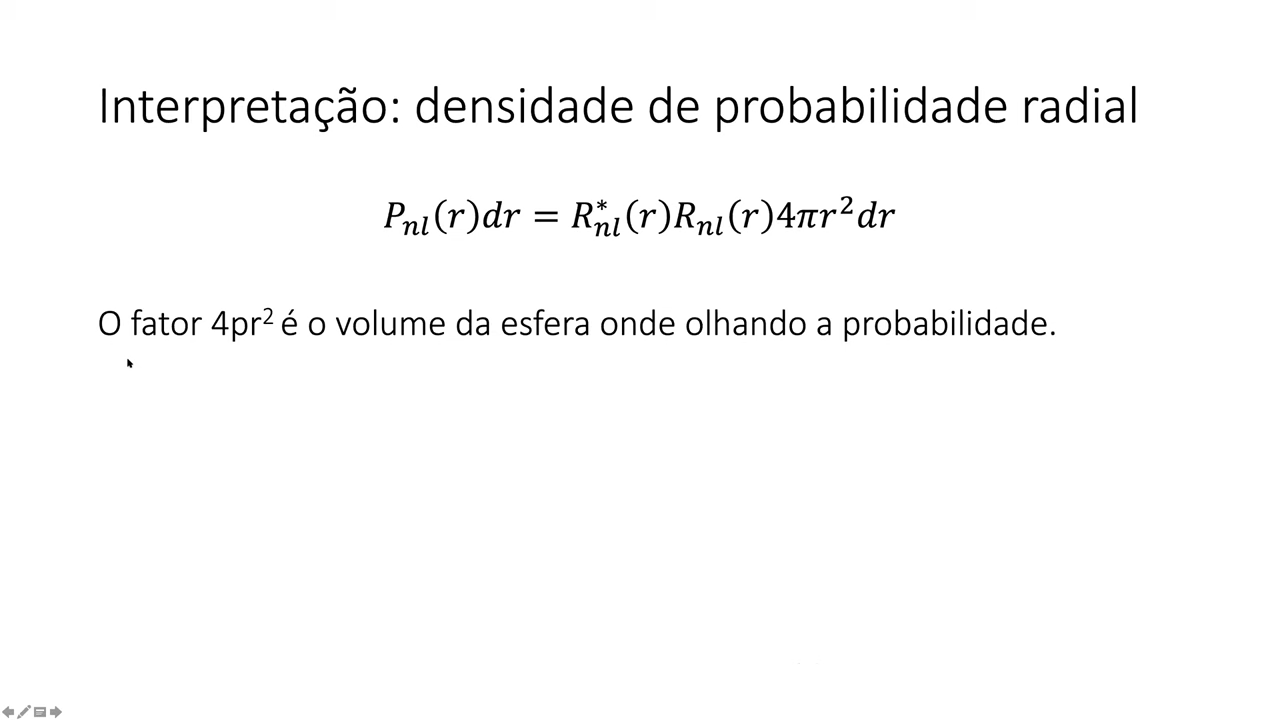 Interpretação: densidade de probabilidade radial
𝑃ₙₗ(𝑟)𝑑𝑟 = 𝑅*ₙₗ(𝑟)𝑅ₙₗ(𝑟)4𝜋𝑟²𝑑𝑟
O fator 4pr² é o volume da esfera onde olhando a probabilidade.